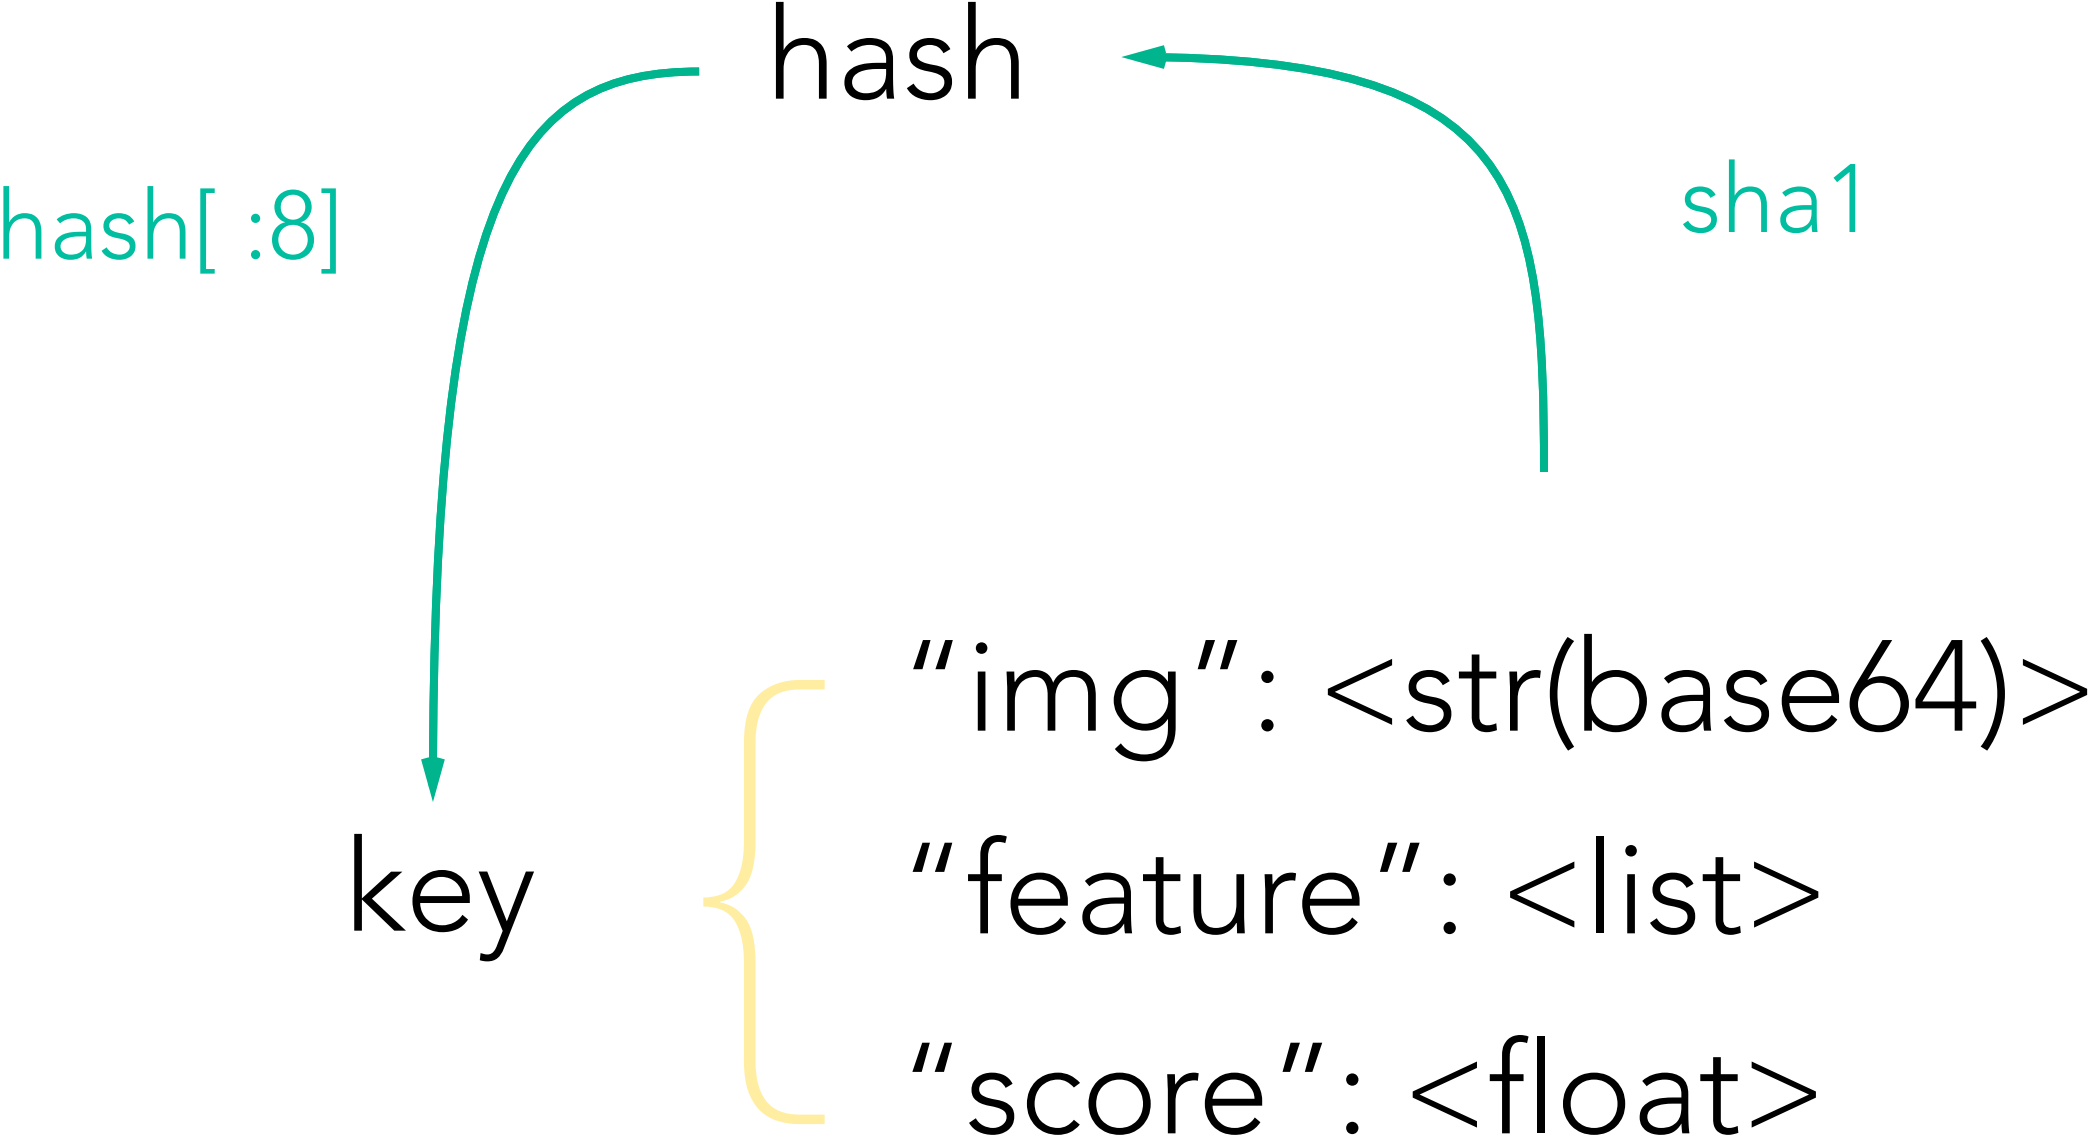 hash
sha1
hash[ :8]
“img”: <str(base64)>
key
“feature”: <list>
“score”: <float>